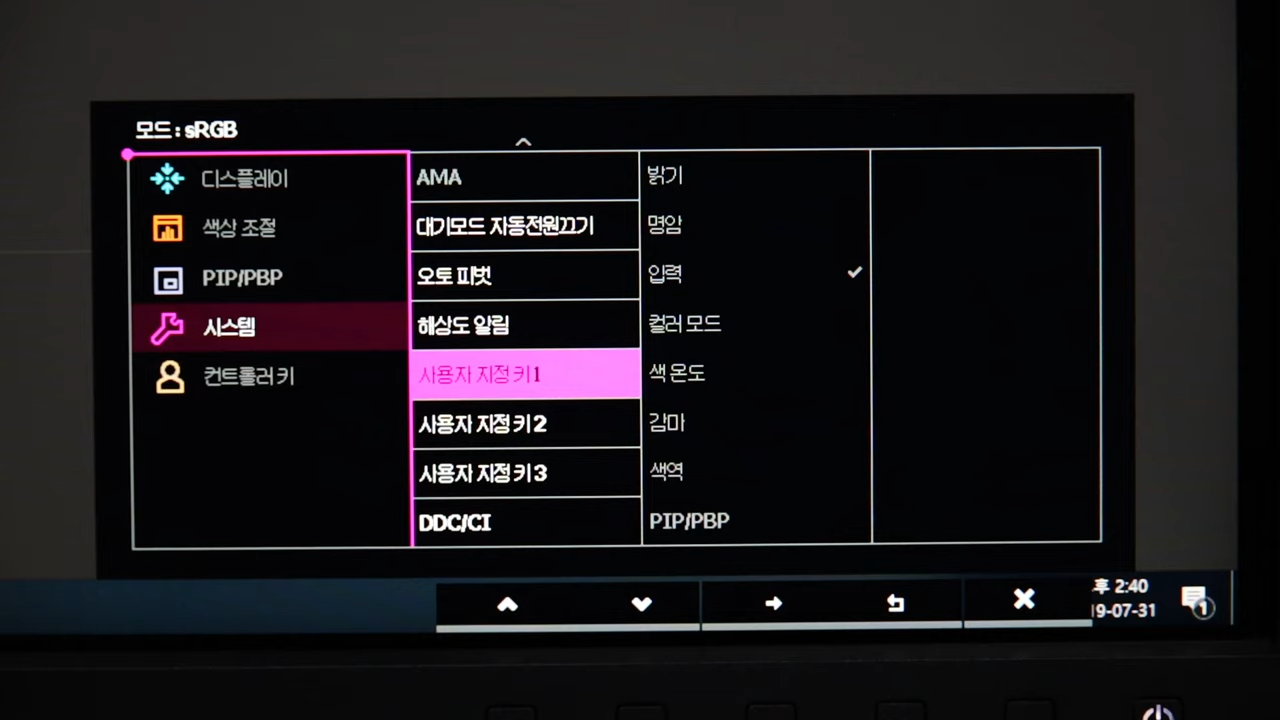 모드: sRGB
디스플레이
색상 조절
PIP/PBP
시스템
컨트롤러 키
AMA
대기모드 자동전원끄기
오토 피벗
해상도 알림
사용자 지정 키 1
사용자 지정 키 2
사용자 지정 키 3
DDC/CI
밝기
명암
입력
컬러 모드
색 온도
감마
색역
PIP/PBP
후 2:40
9-07-31
1